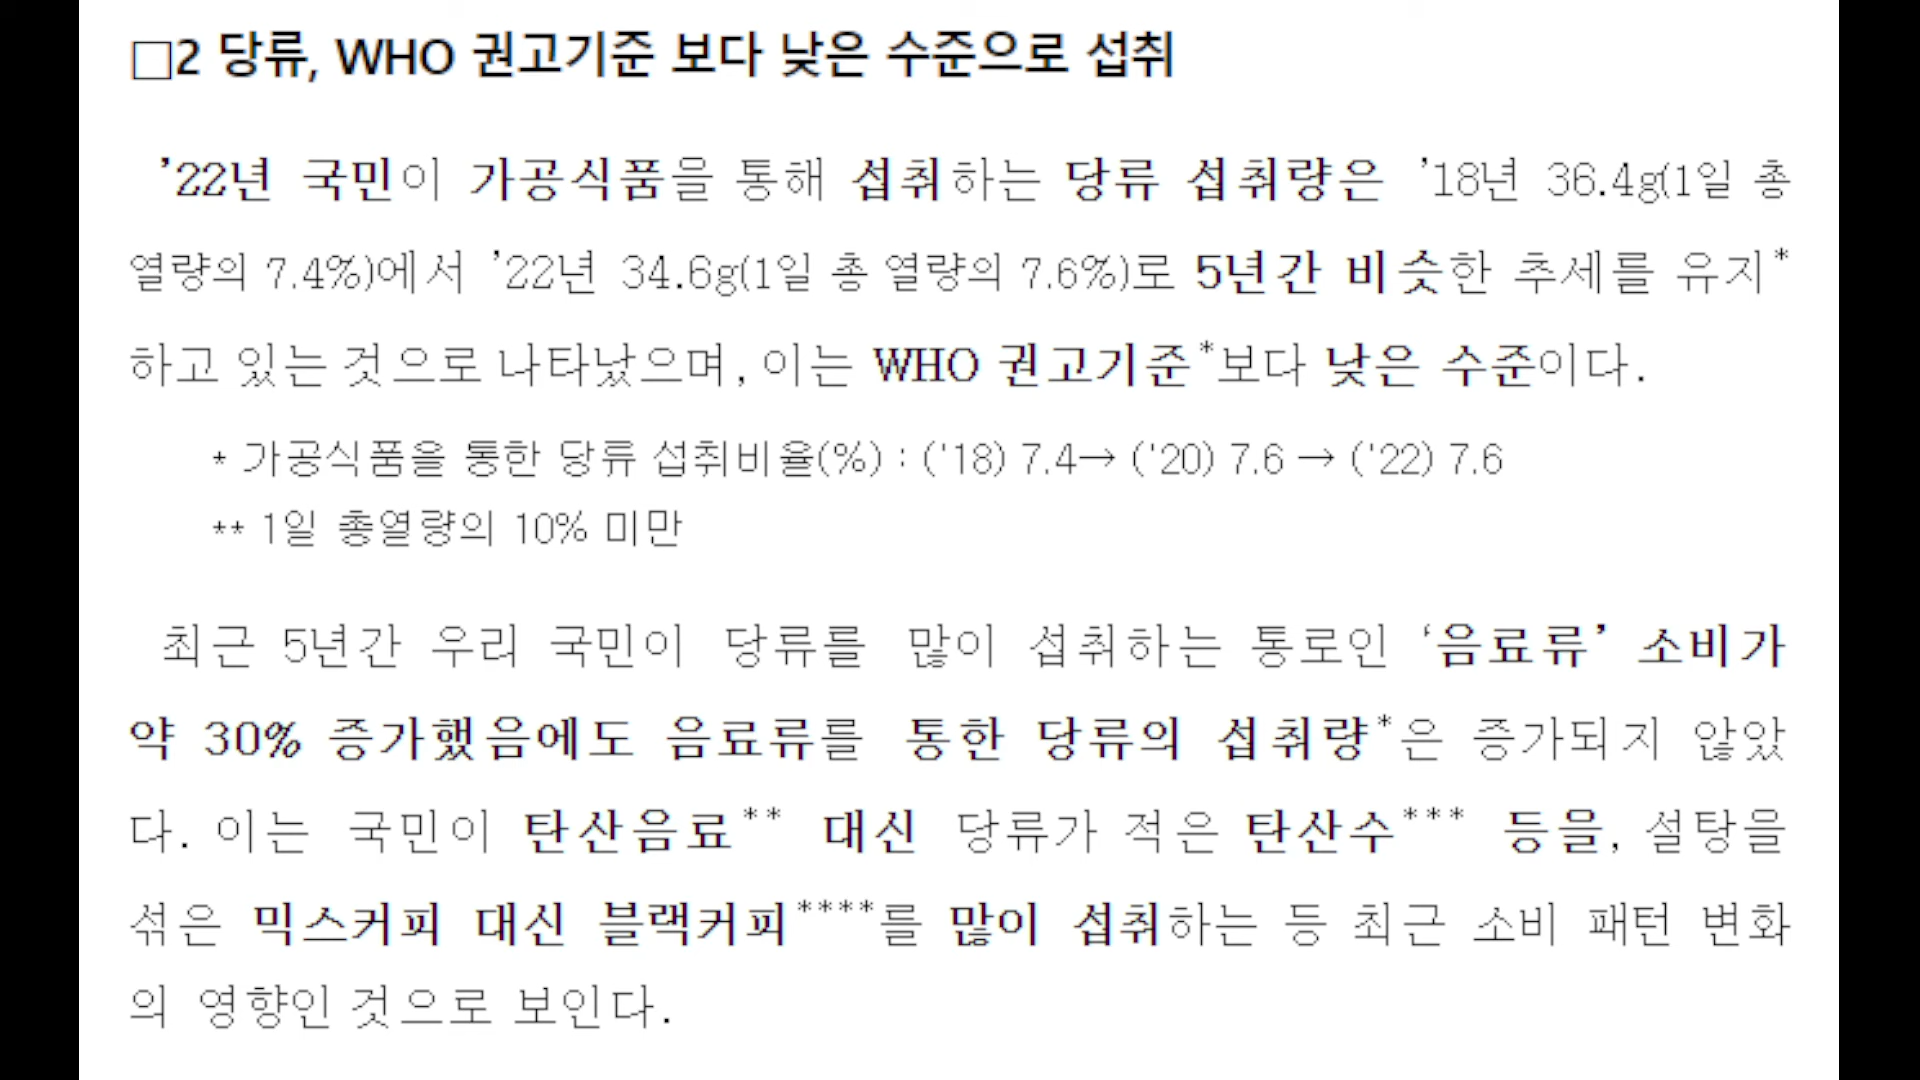 □2 당류, WHO 권고기준 보다 낮은 수준으로 섭취
’22년 국민이 가공식품을 통해 섭취하는 당류 섭취량은 ’18년 36.4g(1일 총
열량의 7.4%)에서 ’22년 34.6g(1일 총 열량의 7.6%)로 5년간 비슷한 추세를 유지*
하고 있는 것으로 나타났으며, 이는 WHO 권고기준*보다 낮은 수준이다.
* 가공식품을 통한 당류 섭취비율(%) : ('18) 7.4→ ('20) 7.6 → ('22) 7.6
** 1일 총열량의 10% 미만
최근 5년간 우리 국민이 당류를 많이 섭취하는 통로인 ‘음료류’ 소비가
약 30% 증가했음에도 음료류를 통한 당류의 섭취량*은 증가되지 않았
다. 이는 국민이 탄산음료** 대신 당류가 적은 탄산수*** 등을, 설탕을
섞은 믹스커피 대신 블랙커피****를 많이 섭취하는 등 최근 소비 패턴 변화
의 영향인 것으로 보인다.